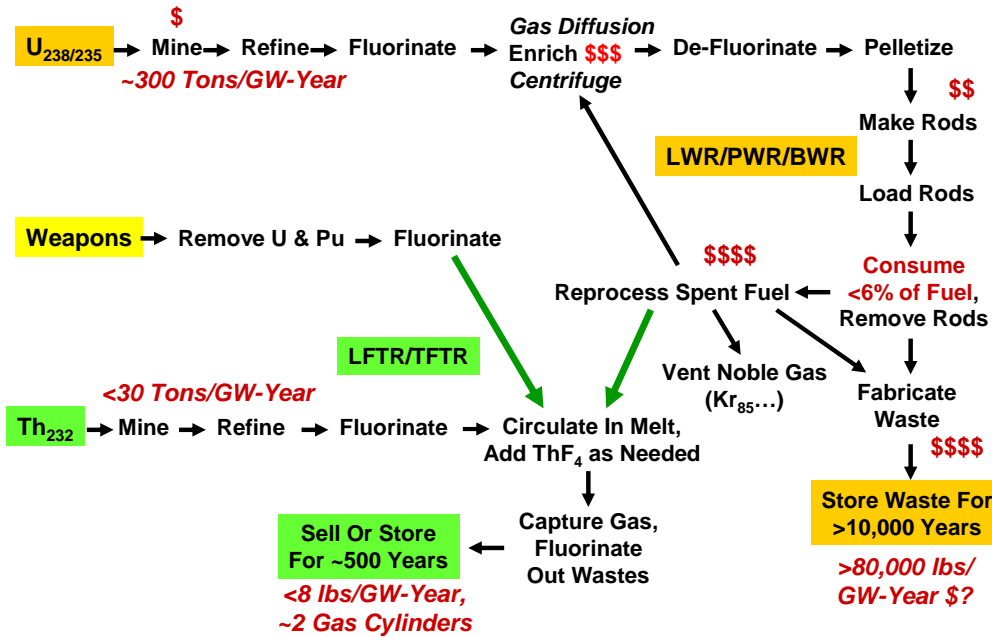 $
Gas Diffusion
U238/235 Mine Refine Fluorinate Enrich $$$ De-Fluorinate Pelletize
Centrifuge
~300 Tons/GW-Year
$$
Make Rods
LWR/PWR/BWR
Load Rods
Weapons Remove U & Pu Fluorinate
$$$$
Consume
<6% of Fuel,
Remove Rods
Reprocess Spent Fuel
LFTR/TFTR
Vent Noble Gas
(Kr85…)
Fabricate
Waste
<30 Tons/GW-Year
Th232 Mine Refine Fluorinate Circulate In Melt,
Add ThF4 as Needed
$$$$
Store Waste For
>10,000 Years
Capture Gas,
Fluorinate
Out Wastes
Sell Or Store
For ~500 Years
<8 lbs/GW-Year,
~2 Gas Cylinders
>80,000 lbs/
GW-Year $?